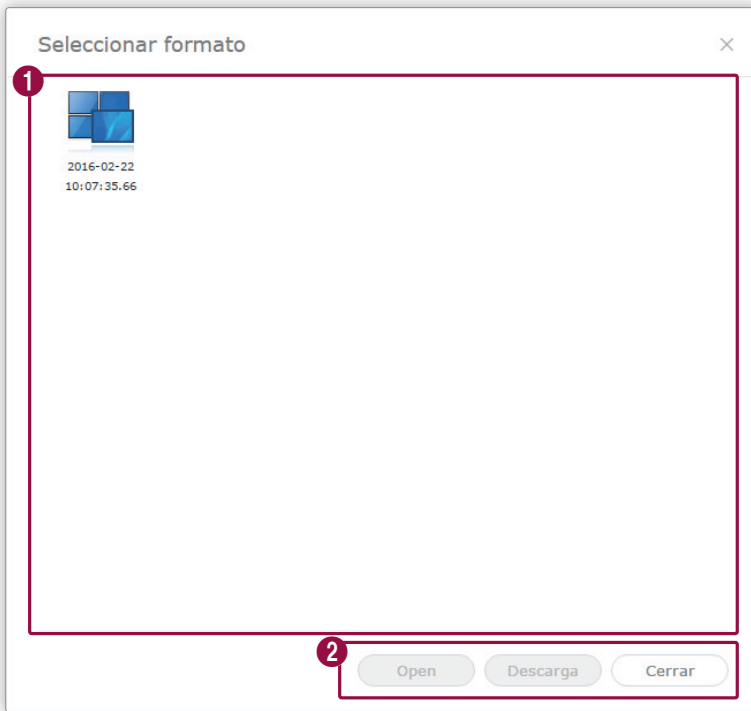 Seleccionar formato
1
2016-02-22
10:07:35.66
2
Open Descarga Cerrar